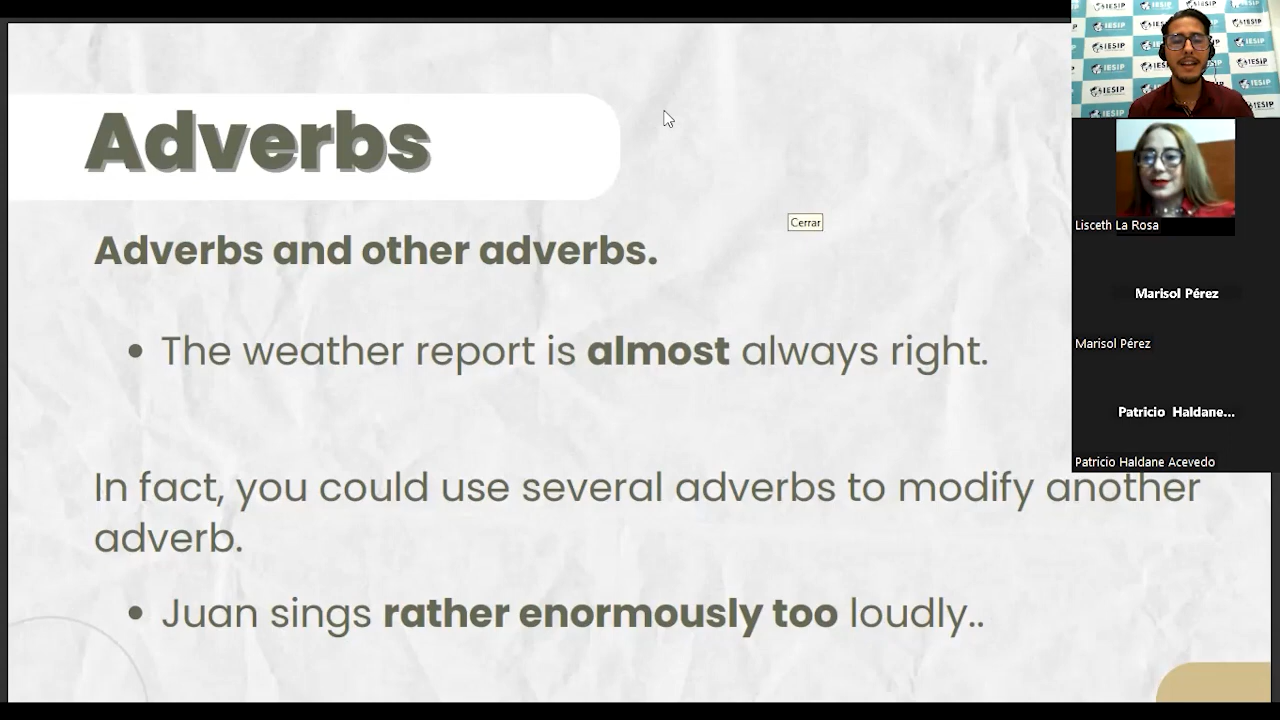 Adverbs
Adverbs and other adverbs.
• The weather report is almost always right.
In fact, you could use several adverbs to modify another
adverb.
• Juan sings rather enormously too loudly..
Cerrar
IESIP
Lisceth La Rosa
Marisol Pérez
Marisol Pérez
Patricio Haldane...
Patricio Haldane Acevedo